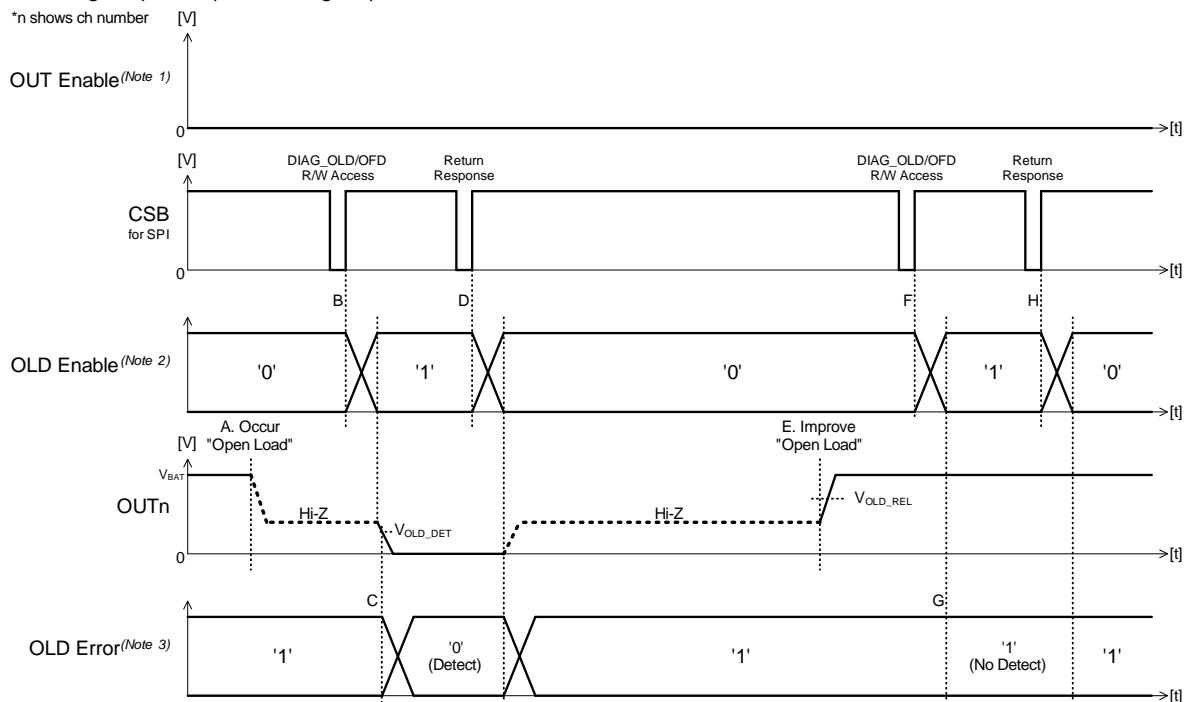 *n shows ch number
[V]
OUT Enable(Note 1)
0
[t]
[V]
DIAG_OLD/OFD
R/W Access
Return
Response
DIAG_OLD/OFD
R/W Access
Return
Response
CSB
for SPI
0
[t]
B
D
F
H
OLD Enable(Note 2)
'0'
'1'
'0'
'1'
'0'
[t]
A. Occur
"Open Load"
E. Improve
"Open Load"
[V]
VBAT
OUTn
Hi-Z
VOLD_DET
Hi-Z
VOLD_REL
0
[t]
C
G
OLD Error(Note 3)
'1'
'0'
(Detect)
'1'
'1'
(No Detect)
'1'
[t]